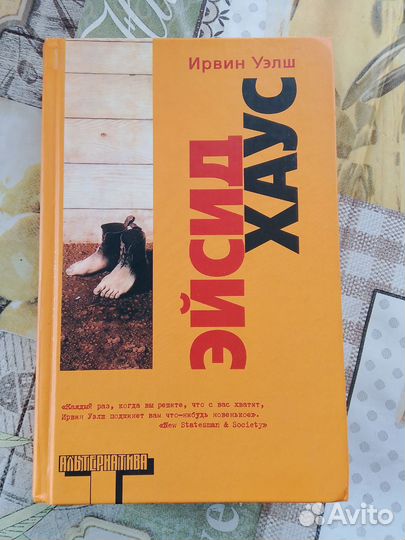 Ирвин Уэлш
ЭЙСИД
ХАУС
«Каждый раз, когда вы решите, что с вас хватит,
Ирвин Уэлш подкинет вам что-нибудь новенькое».
«New Statesman & Society»
АЛЬТЕРНАТИВА
Avito